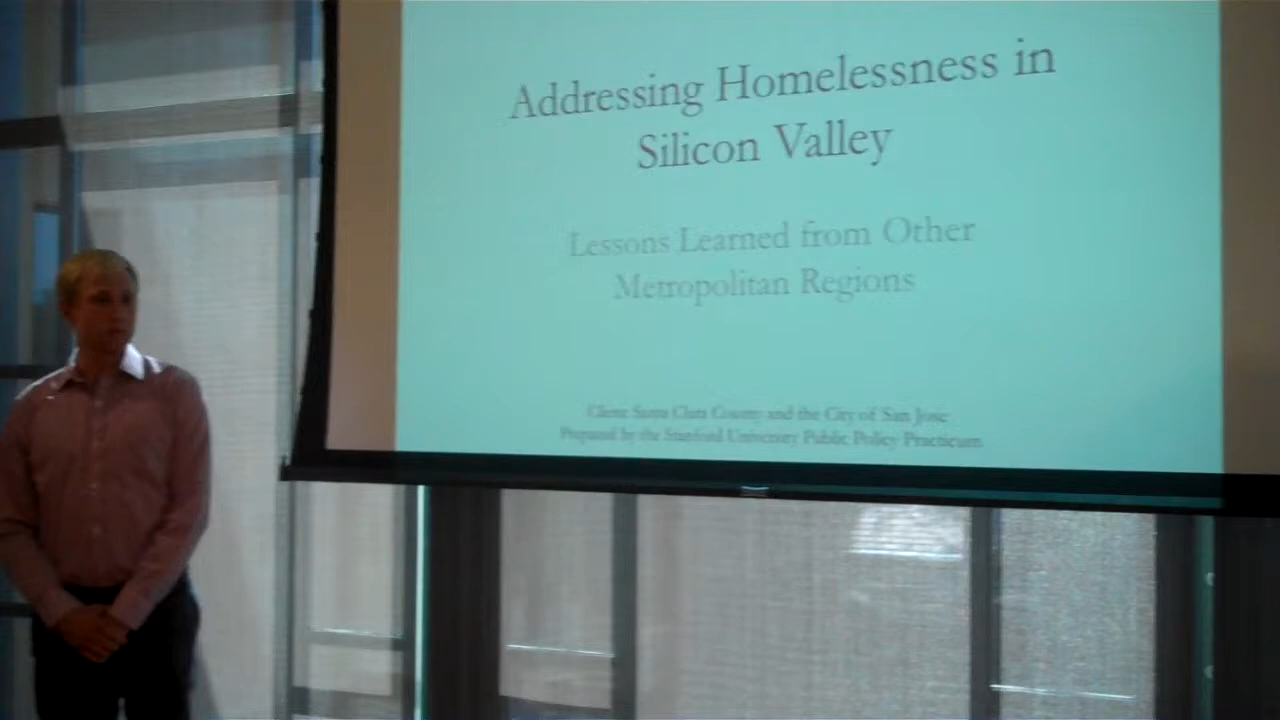 Addressing Homelessness in
Silicon Valley
Lessons Learned from Other
Metropolitan Regions
Client: Santa Clara County and the City of San Jose
Prepared by the Stanford University Public Policy Practicum